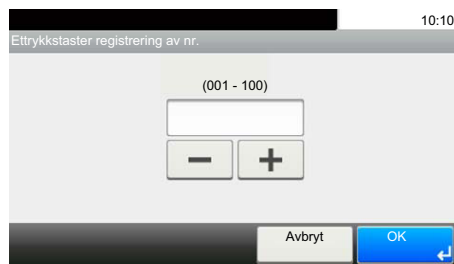 10:10
Ettrykkstaster registrering av nr.
(001 - 100)
Avbryt
OK